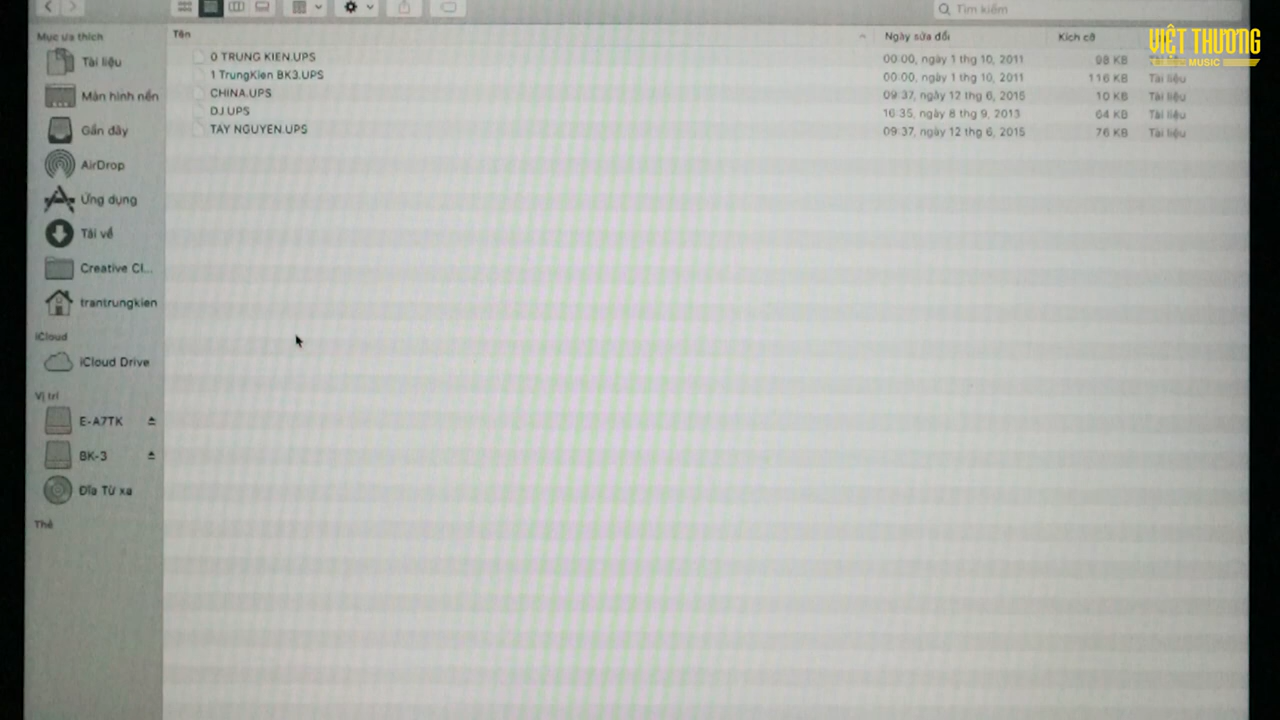 Tìm kiếm
VIỆT THƯƠNG
MUSIC
Mục ưa thích
Tên
Ngày sửa đổi
Kích cỡ
Tài liệu
0 TRUNG KIEN.UPS
00:00, ngày 1 thg 10, 2011
98 KB
Tài liệu
1 TrungKien BK3.UPS
00:00, ngày 1 thg 10, 2011
116 KB
Tài liệu
Màn hình nền
CHINA.UPS
09:37, ngày 12 thg 6, 2015
10 KB
Tài liệu
DJ.UPS
16:35, ngày 8 thg 9, 2013
64 KB
Tài liệu
Gần đây
TAY NGUYEN.UPS
09:37, ngày 12 thg 6, 2015
76 KB
Tài liệu
AirDrop
Ứng dụng
Tải về
Creative Cl...
trantrungkien
iCloud
iCloud Drive
Vị trí
E-A7TK
BK-3
Đĩa Từ xa
Thẻ